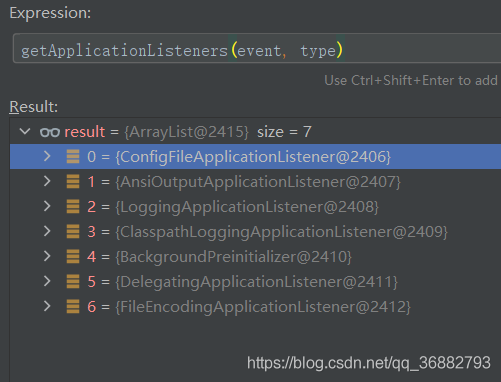 Expression:
getApplicationListeners(event, type)
Use Ctrl+Shift+Enter to add
Result:
result = {ArrayList@2415} size = 7
0 = {ConfigFileApplicationListener@2406}
1 = {AnsiOutputApplicationListener@2407}
2 = {LoggingApplicationListener@2408}
3 = {ClasspathLoggingApplicationListener@2409}
4 = {BackgroundPreinitializer@2410}
5 = {DelegatingApplicationListener@2411}
6 = {FileEncodingApplicationListener@2412}
https://blog.csdn.net/qq_36882793